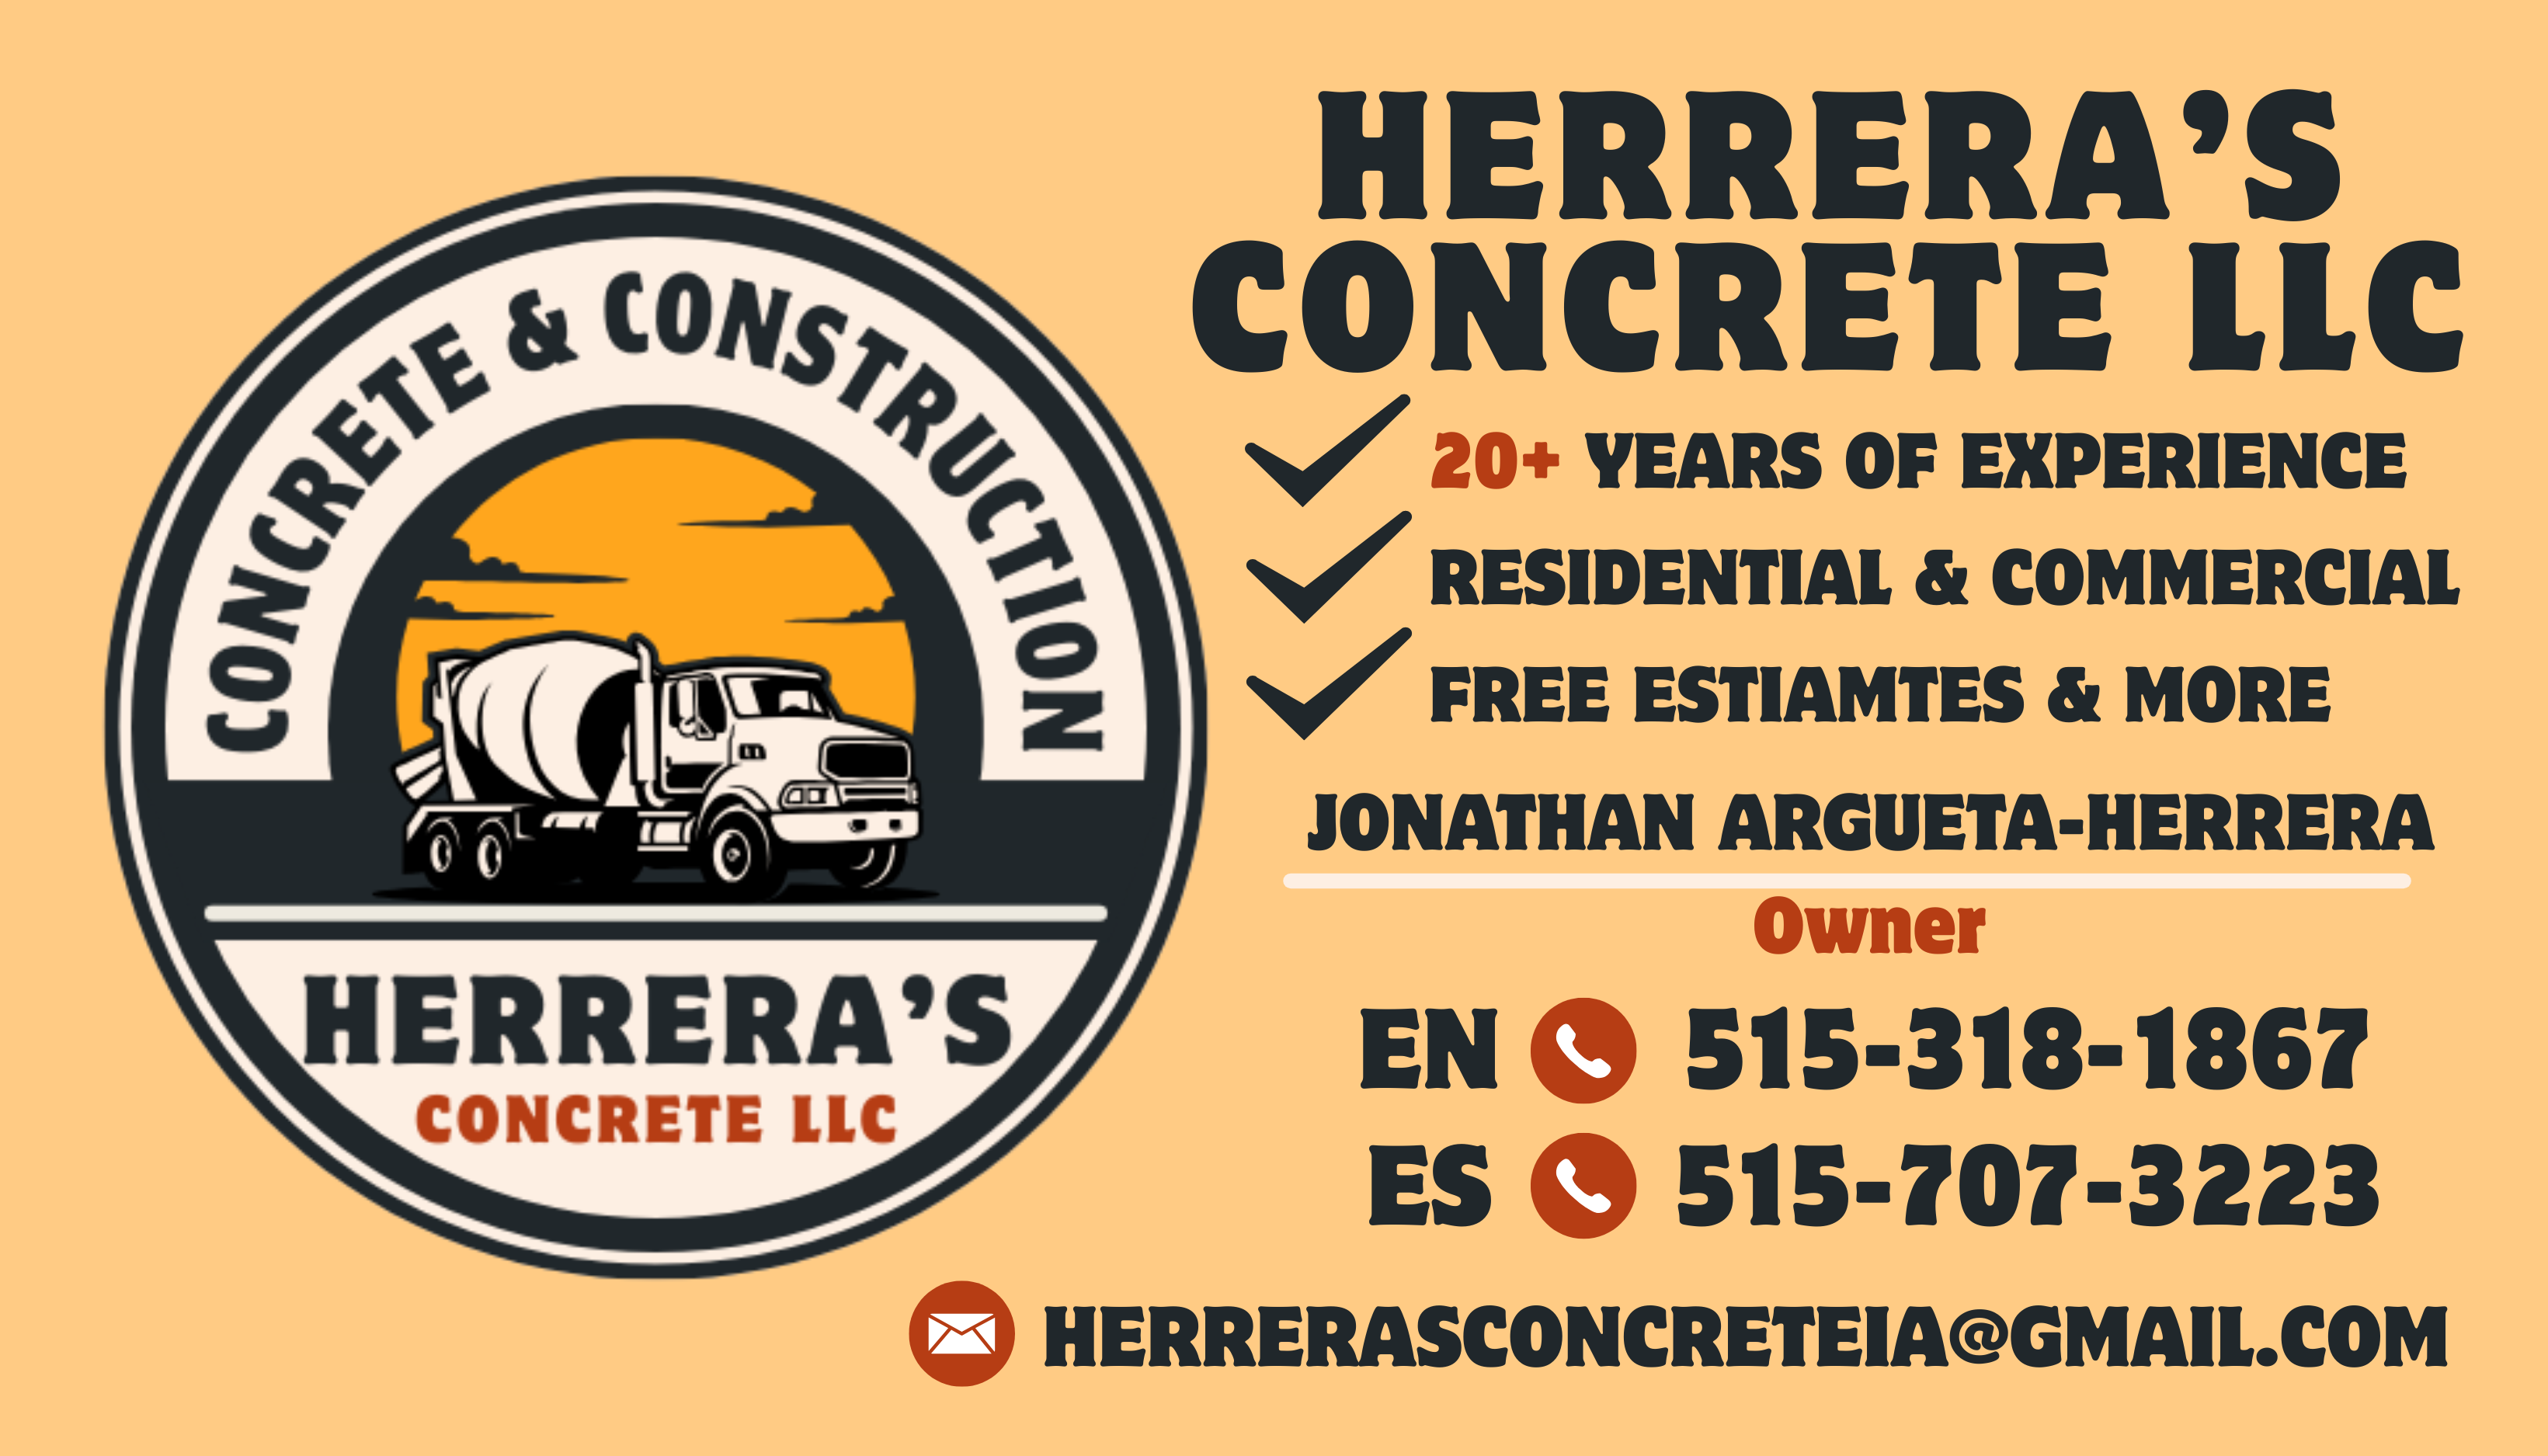 CONCRETE & CONSTRUCTION
HERRERA’S
CONCRETE LLC
HERRERA’S
CONCRETE LLC
20+ YEARS OF EXPERIENCE
RESIDENTIAL & COMMERCIAL
FREE ESTIAMTES & MORE
JONATHAN ARGUETA-HERRERA
Owner
EN 515-318-1867
ES 515-707-3223
HERRERASCONCRETEIA@GMAIL.COM